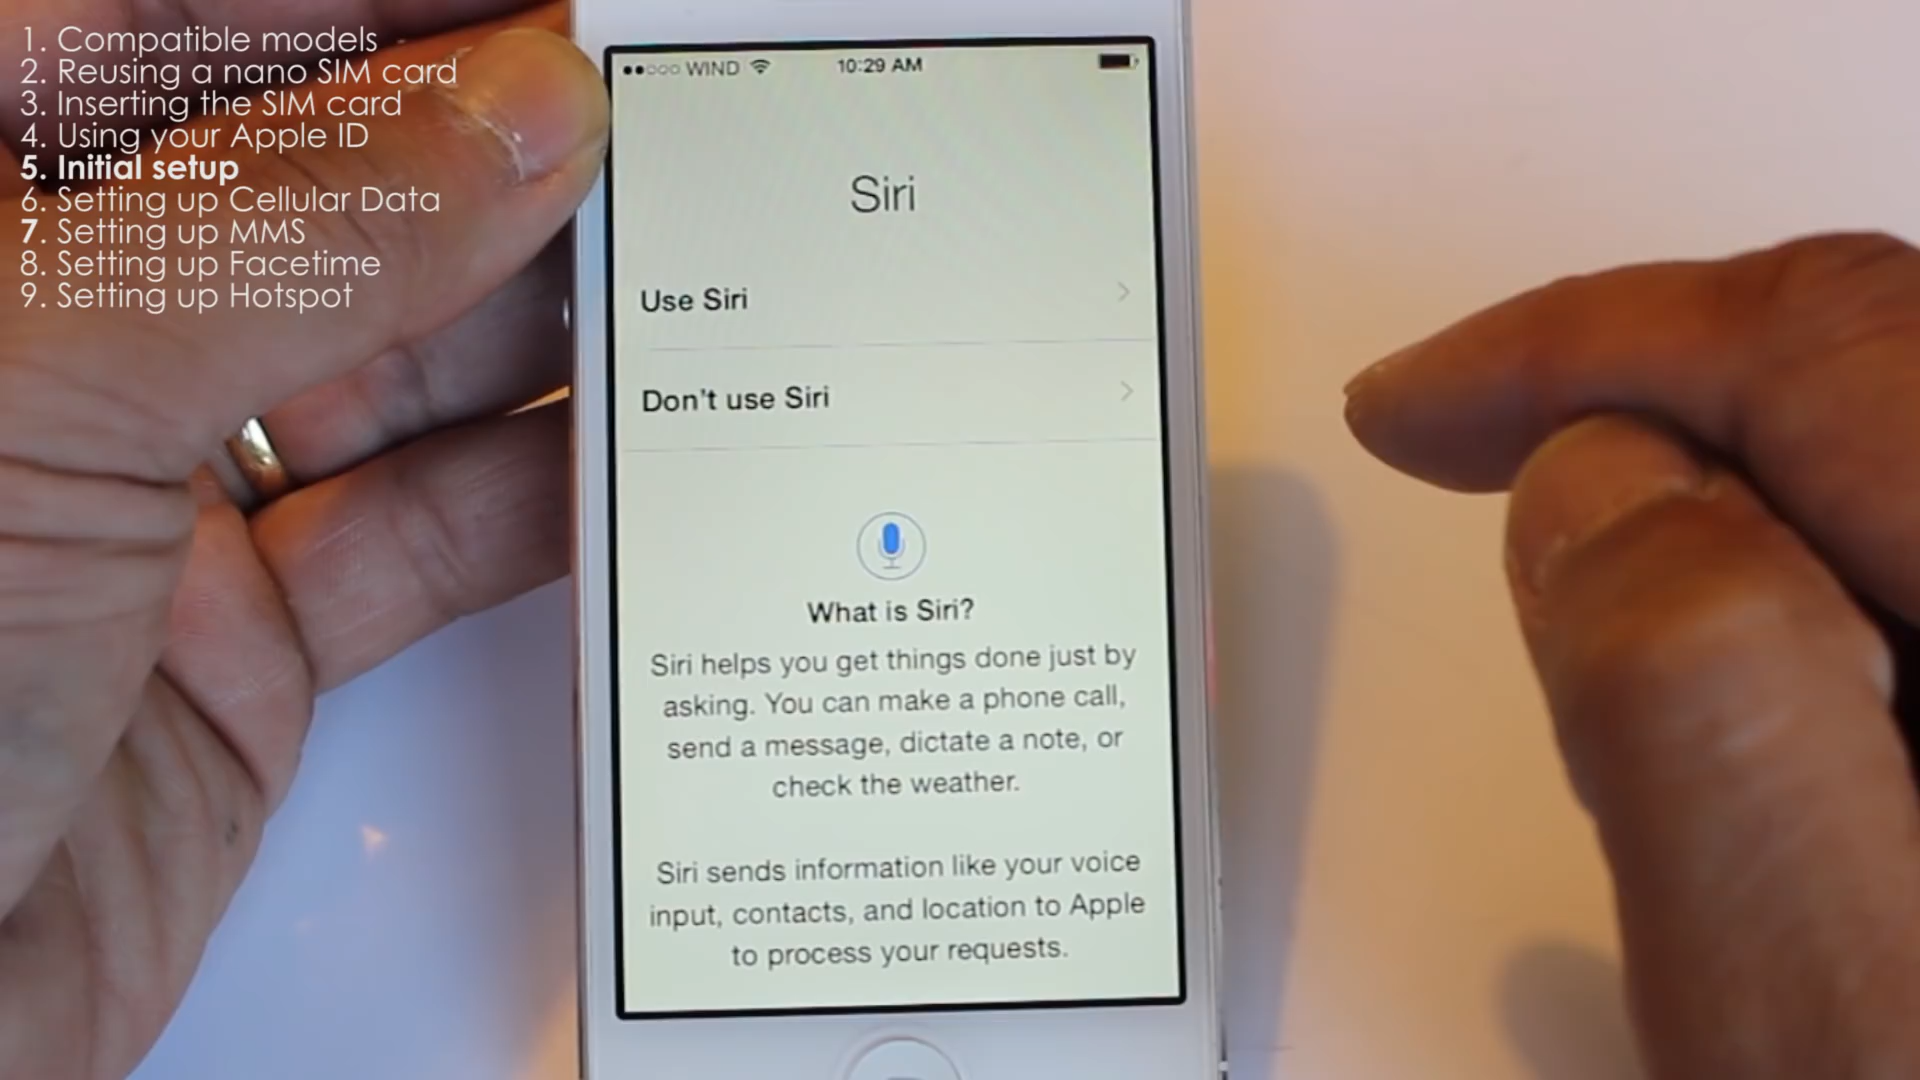 1. Compatible models
2. Reusing a nano SIM card
3. Inserting the SIM card
4. Using your Apple ID
5. Initial setup
6. Setting up Cellular Data
7. Setting up MMS
8. Setting up Facetime
9. Setting up Hotspot
WIND 10:29 AM
Siri
Use Siri
Don't use Siri
What is Siri?
Siri helps you get things done just by
asking. You can make a phone call,
send a message, dictate a note, or
check the weather.
Siri sends information like your voice
input, contacts, and location to Apple
to process your requests.